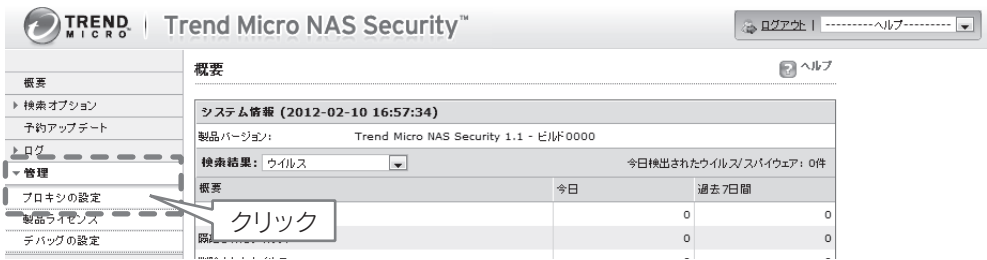 TREND MICRO Trend Micro NAS Security™ ログアウト | ---------ヘルプ---------
概要 ヘルプ
概要
検索オプション
予約アップデート
ログ
管理
プロキシの設定
製品ライセンス
デバッグの設定
システム情報 (2012-02-10 16:57:34)
製品バージョン: Trend Micro NAS Security 1.1 - ビルド0000
検索結果: ウイルス 今日検出されたウイルス/スパイウェア: 0件
概要 今日 過去7日間
0 0
0 0
クリック